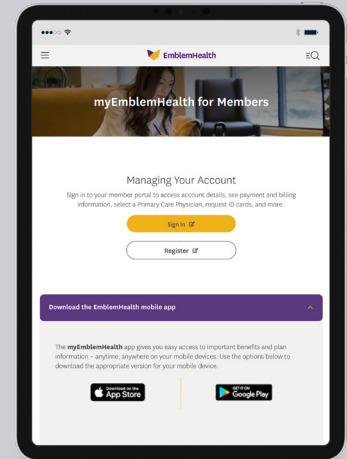 EmblemHealth
myEmblemHealth for Members
Managing Your Account
Sign in to your member portal to access account details, see payment and billing
information, select a Primary Care Physician, request ID cards, and more.
Sign In
Register
Download the EmblemHealth mobile app
The myEmblemHealth app gives you easy access to important benefits and plan
information – anytime, anywhere on your mobile devices. Use the options below to
download the appropriate version for your mobile device.
Download on the
App Store
GET IT ON
Google Play